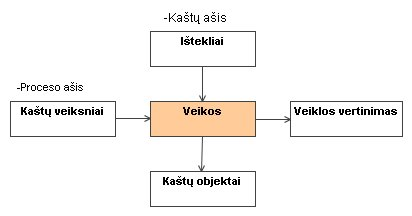 -Kaštų ašis
Ištekliai
-Proceso ašis
Kaštų veiksniai
Veikos
Veiklos vertinimas
Kaštų objektai